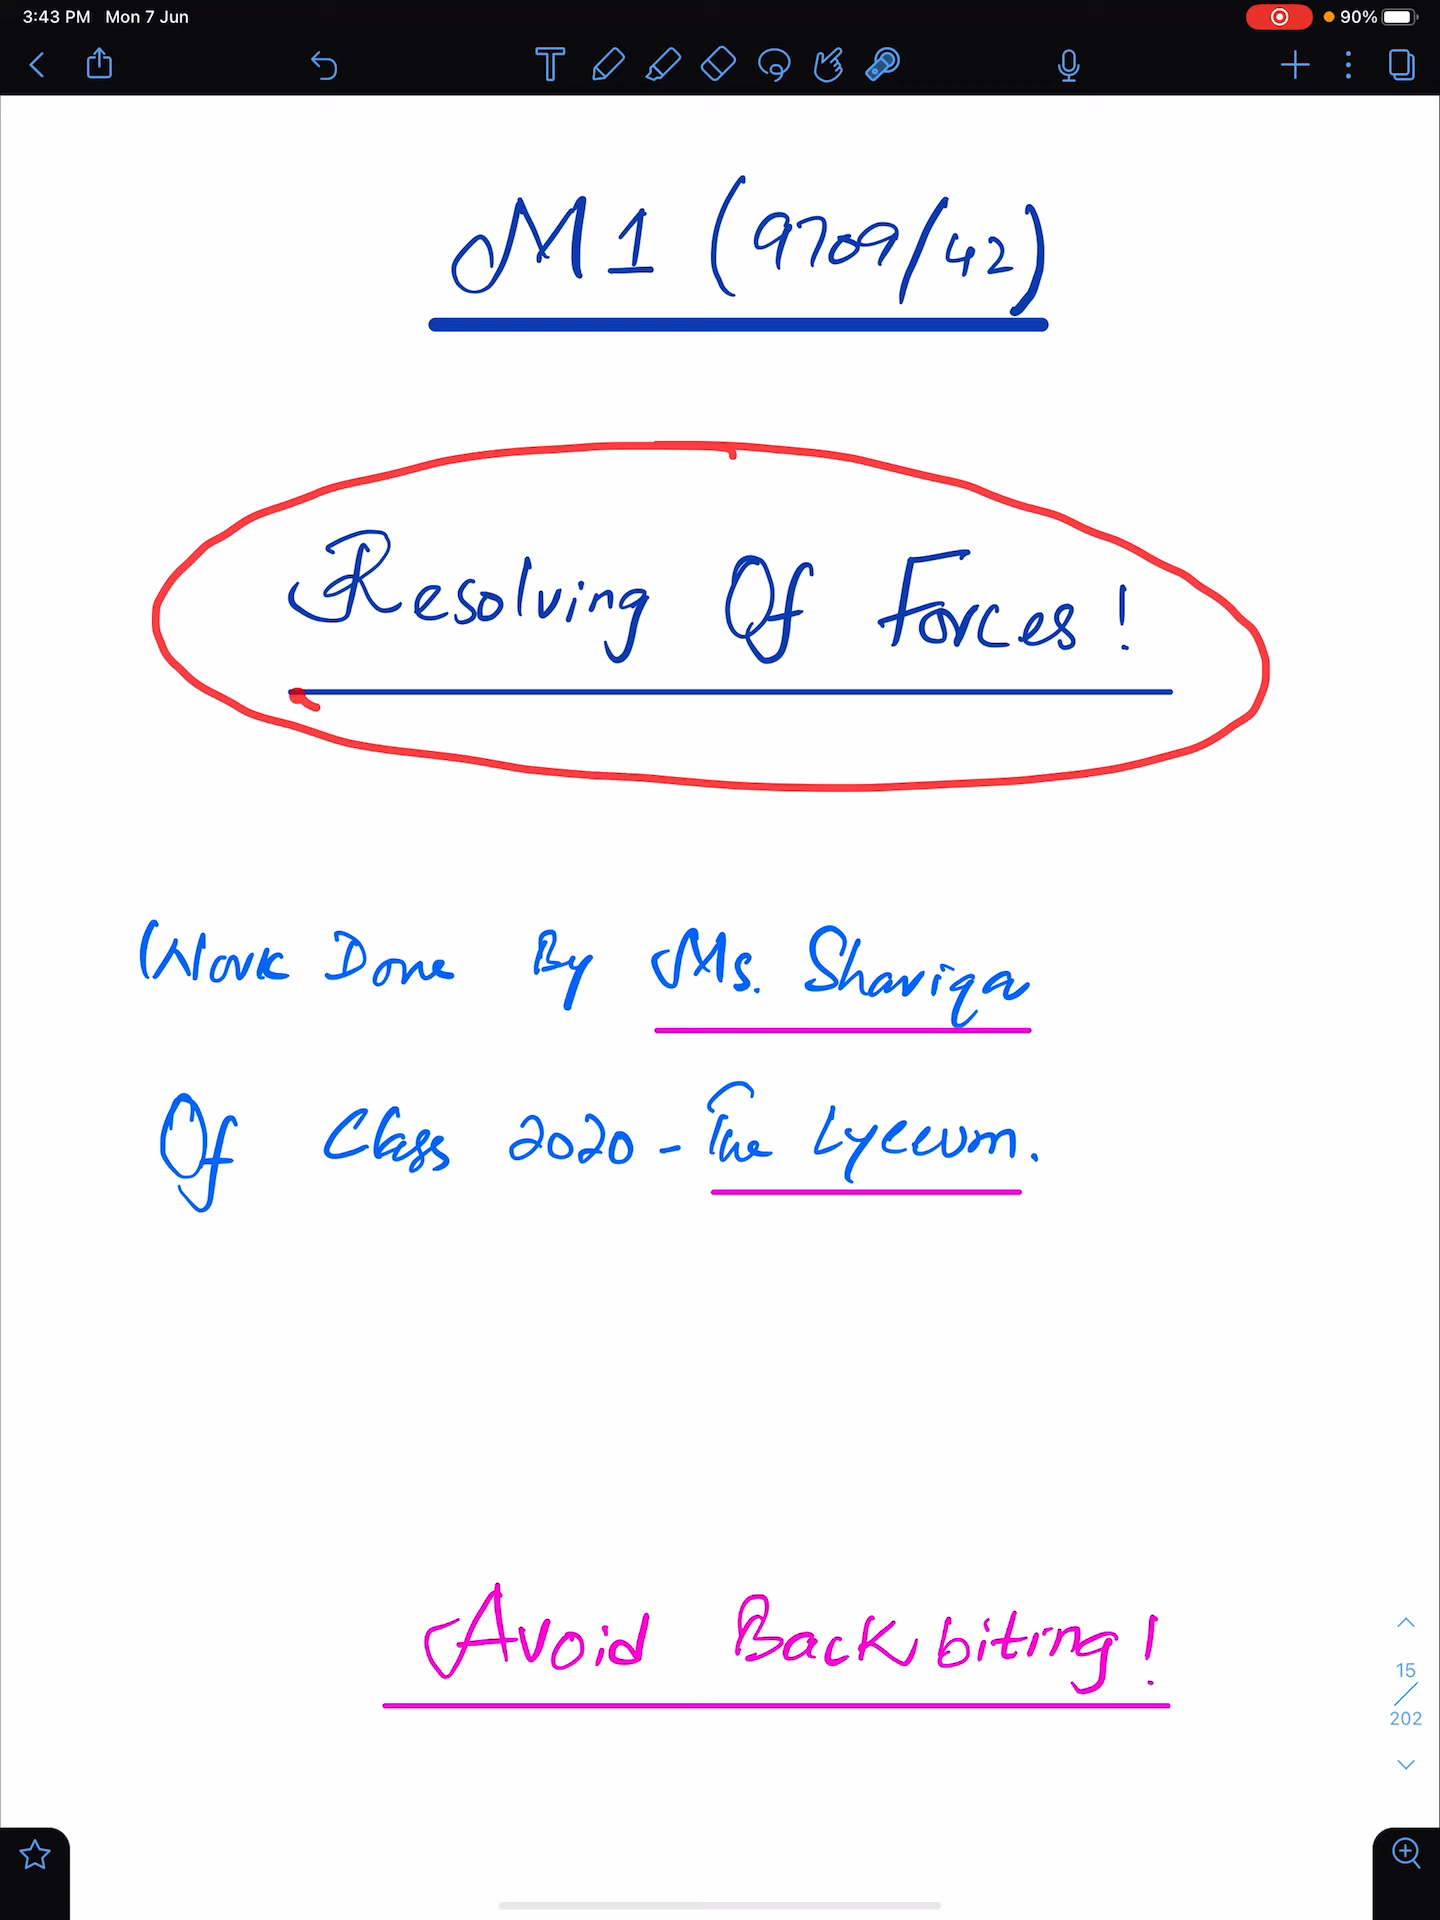 3:43 PM Mon 7 Jun 90%
M1 (9709/42)
Resolving Of Forces!
Work Done By Ms. Shariqa
Of Class 2020 - The Lyceum.
Avoid Backbiting!
15
202